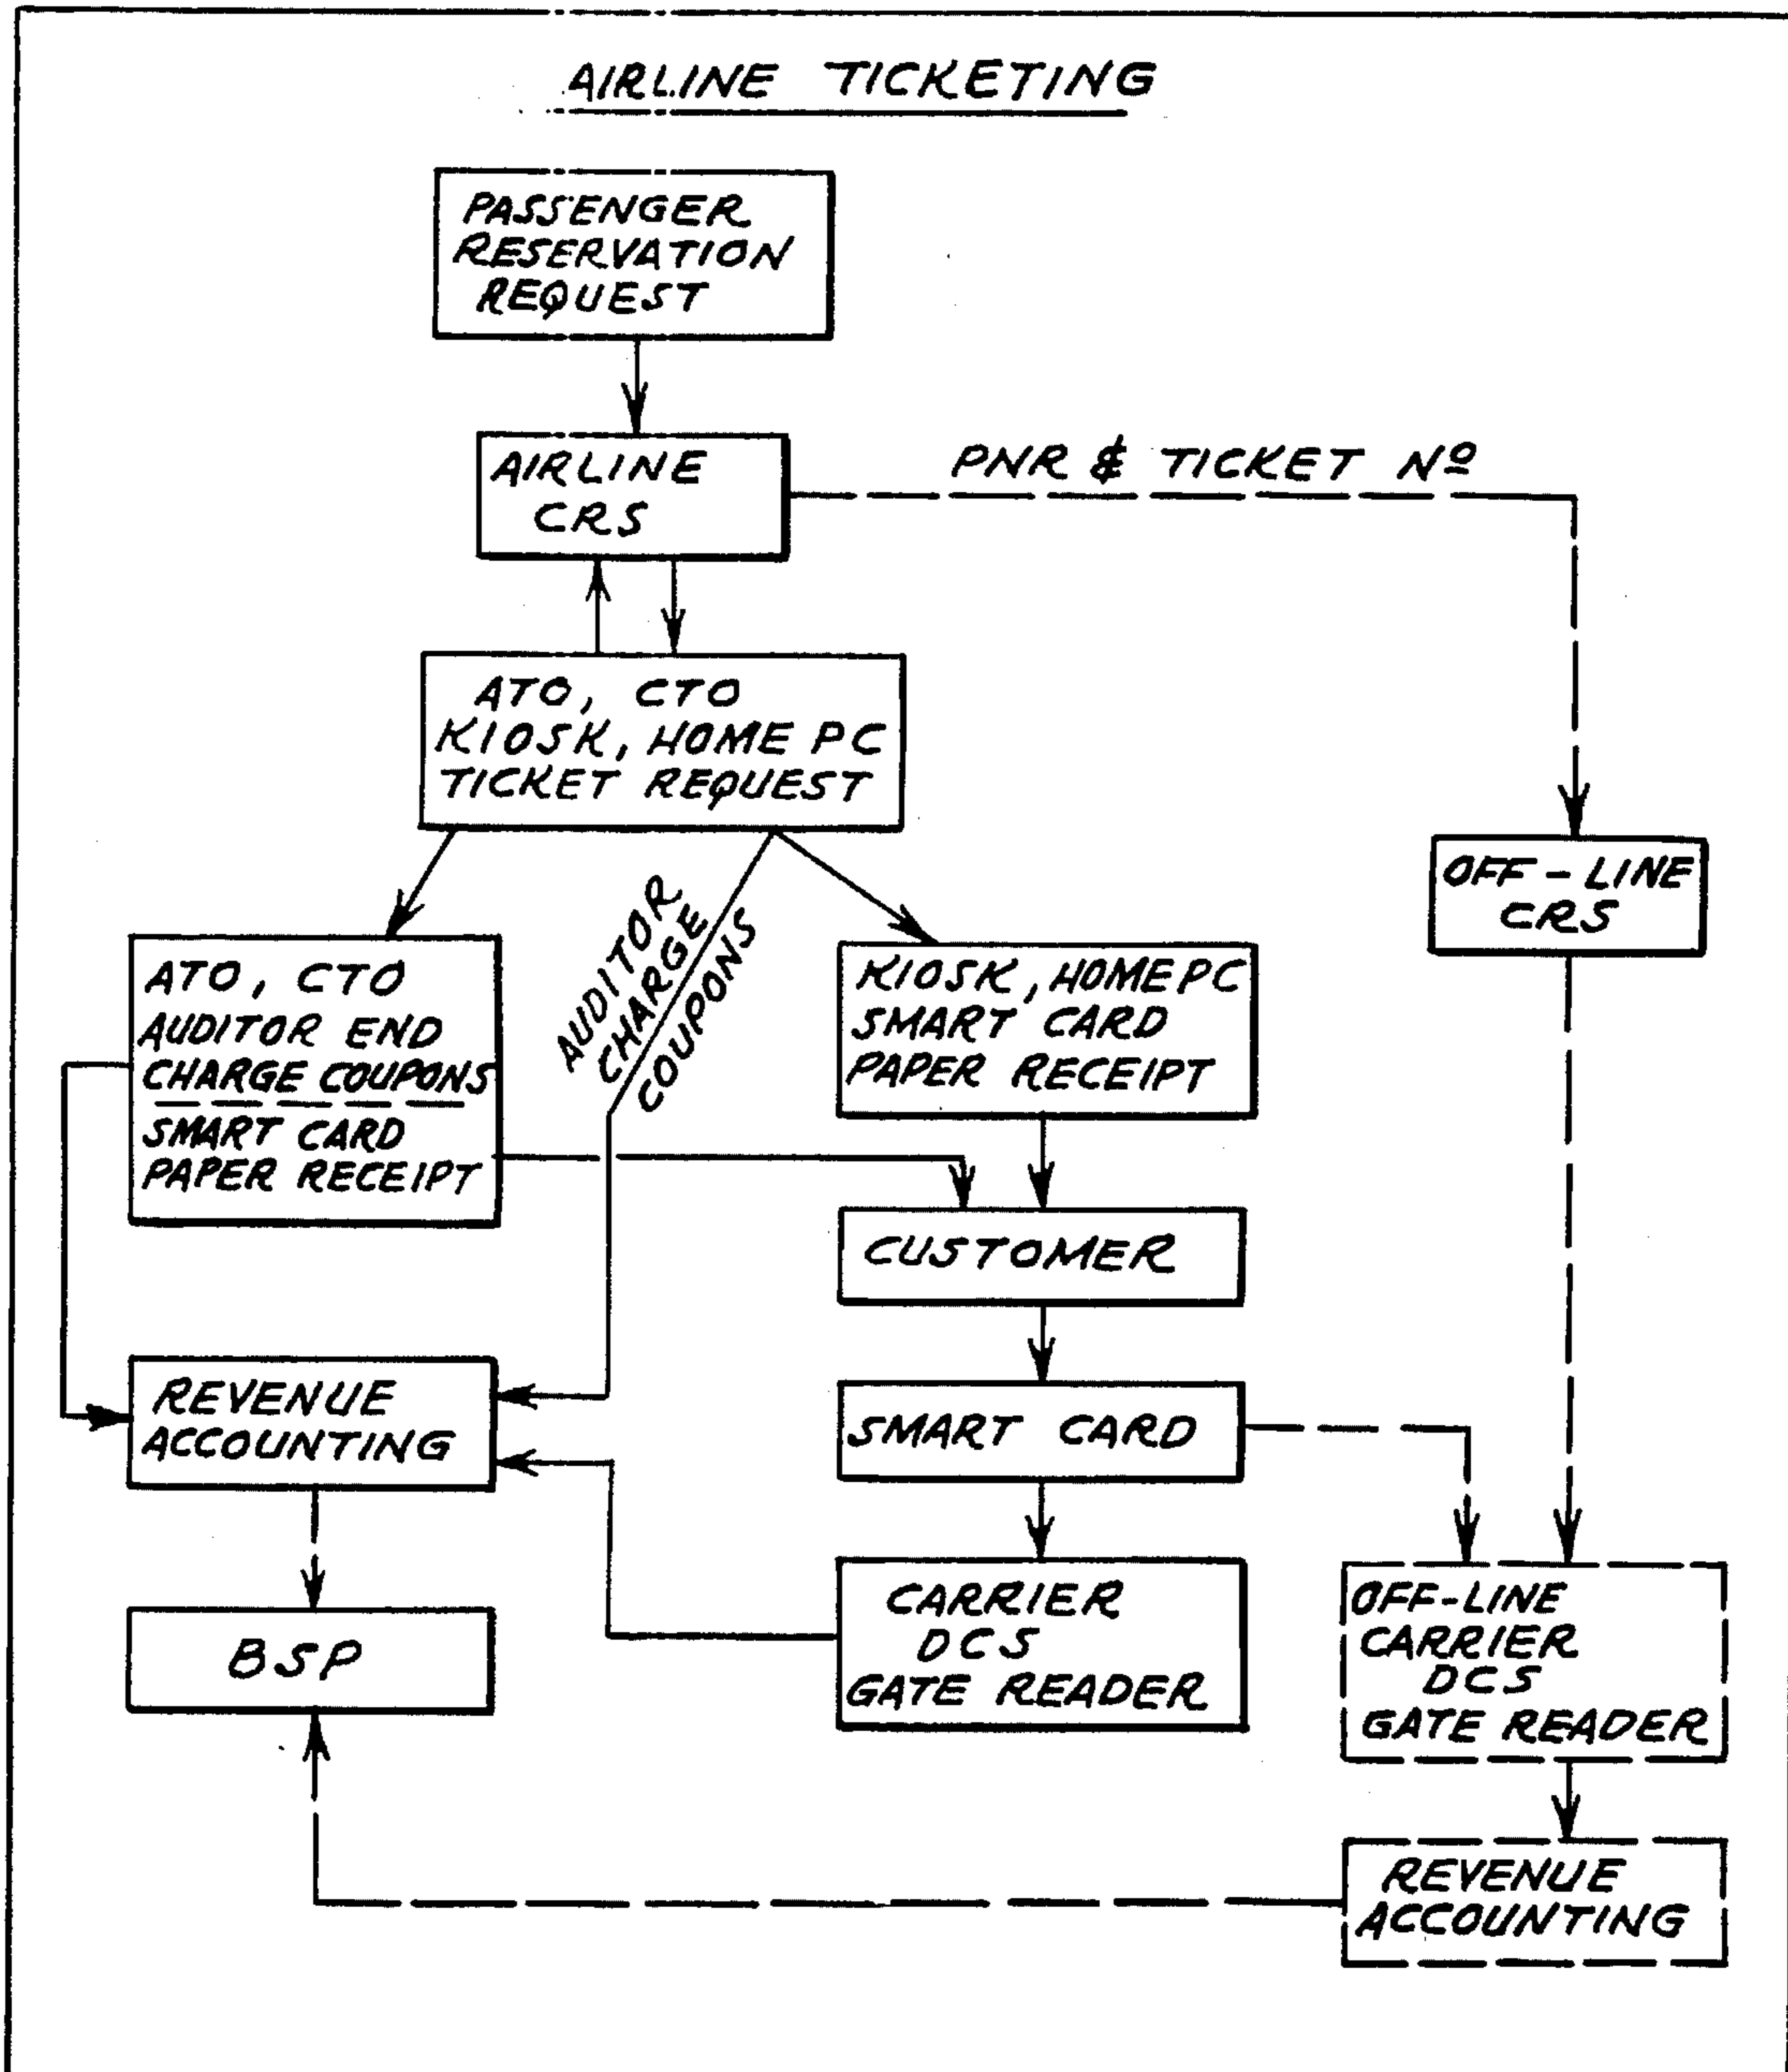 AIRLINE TICKETING
PASSENGER
RESERVATION
REQUEST
AIRLINE
CRS
PNR & TICKET Nº
ATO, CTO
KIOSK, HOME PC
TICKET REQUEST
OFF-LINE
CRS
AUDITOR
CHARGE
COUPONS
ATO, CTO
AUDITOR END
CHARGE COUPONS
SMART CARD
PAPER RECEIPT
KIOSK, HOME PC
SMART CARD
PAPER RECEIPT
CUSTOMER
REVENUE
ACCOUNTING
SMART CARD
BSP
CARRIER
DCS
GATE READER
OFF-LINE
CARRIER
DCS
GATE READER
REVENUE
ACCOUNTING